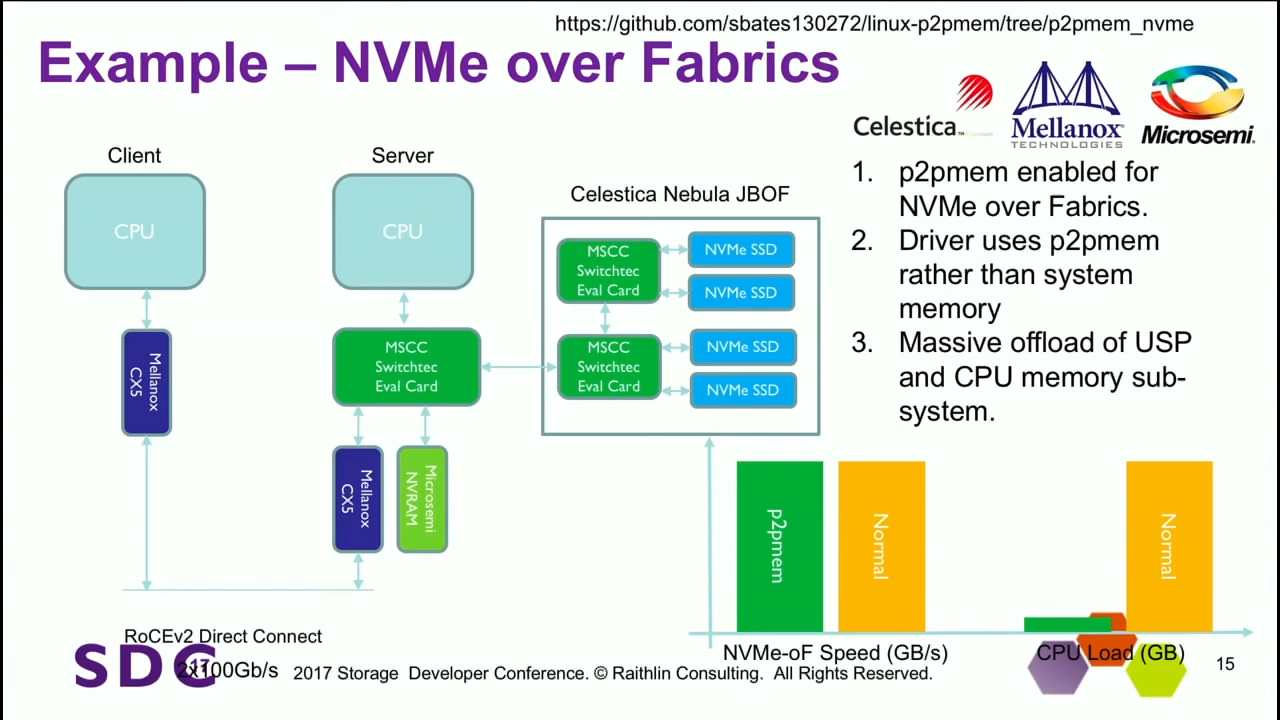 https://github.com/sbates130272/linux-p2pmem/tree/p2pmem_nvme
Example – NVMe over Fabrics
Celestica
Mellanox
TECHNOLOGIES
Microsemi.
Client
Server
CPU
CPU
Celestica Nebula JBOF
MSCC
Switchtec
Eval Card
NVMe SSD
NVMe SSD
MSCC
Switchtec
Eval Card
NVMe SSD
NVMe SSD
MSCC
Switchtec
Eval Card
Mellanox
CX5
Mellanox
CX5
Microsemi
NVRAM
1. p2pmem enabled for
NVMe over Fabrics.
2. Driver uses p2pmem
rather than system
memory
3. Massive offload of USP
and CPU memory sub-
system.
p2pmem
Normal
Normal
NVMe-oF Speed (GB/s)
CPU Load (GB)
RoCEv2 Direct Connect
2x100Gb/s
SDC
2017 Storage Developer Conference. © Raithlin Consulting. All Rights Reserved.
15